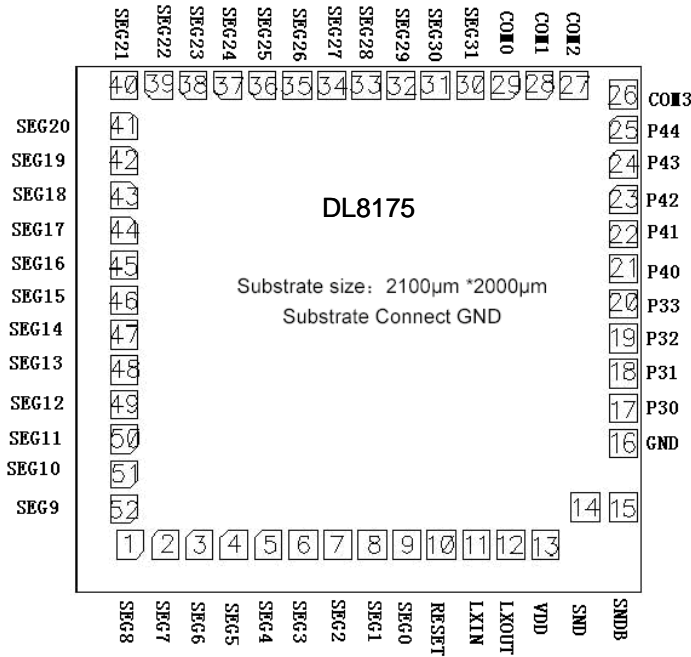 SEG21 SEG22 SEG23 SEG24 SEG25 SEG26 SEG27 SEG28 SEG29 SEG30 SEG31 COM0 COM1 COM2
40 39 38 37 36 35 34 33 32 31 30 29 28 27
26 COM3
SEG20 41 25 P44
SEG19 42 24 P43
SEG18 43 23 P42
DL8175
SEG17 44 22 P41
SEG16 45 21 P40
Substrate size: 2100μm *2000μm
SEG15 46 20 P33
Substrate Connect GND
SEG14 47 19 P32
SEG13 48 18 P31
SEG12 49 17 P30
SEG11 50 16 GND
SEG10 51
SEG9 52 14 15
1 2 3 4 5 6 7 8 9 10 11 12 13
SEG8 SEG7 SEG6 SEG5 SEG4 SEG3 SEG2 SEG1 SEG0 RESET LXIN LXOUT VDD SND SNDB